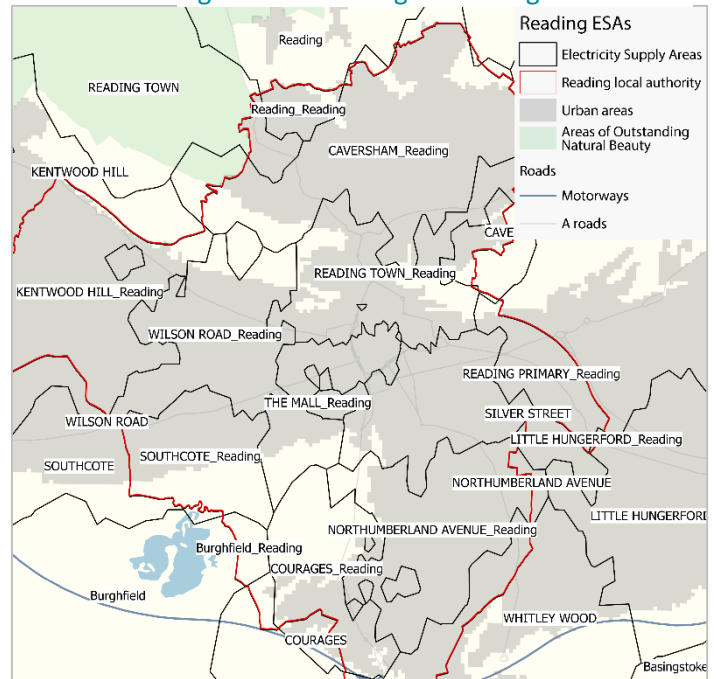 Reading ESAs
Electricity Supply Areas
Reading local authority
Urban areas
Areas of Outstanding
Natural Beauty
Roads
Motorways
A roads
Reading
READING TOWN
Reading_Reading
CAVERSHAM_Reading
KENTWOOD HILL
CAVE
READING TOWN_Reading
KENTWOOD HILL_Reading
WILSON ROAD_Reading
READING PRIMARY_Reading
THE MALL_Reading
SILVER STREET
WILSON ROAD
LITTLE HUNGERFORD_Reading
SOUTHCOTE_Reading
SOUTHCOTE
NORTHUMBERLAND AVENUE
LITTLE HUNGERFORD
NORTHUMBERLAND AVENUE_Reading
Burghfield_Reading
COURAGES_Reading
Burghfield
WHITLEY WOOD
COURAGES
Basingstoke